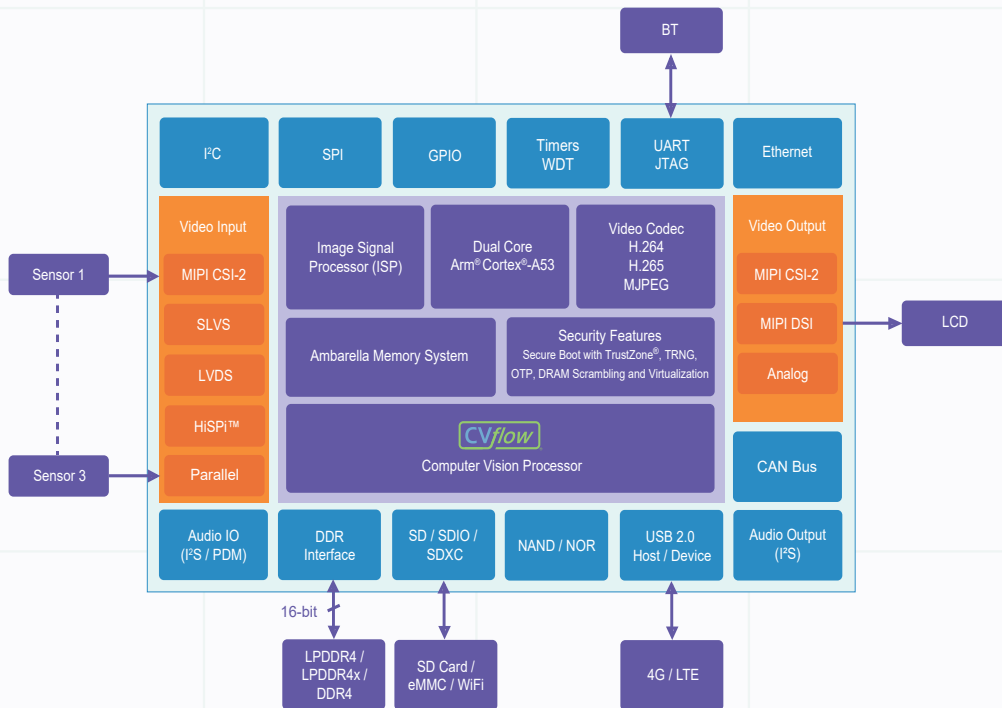 BT
I²C
SPI
GPIO
Timers
WDT
UART
JTAG
Ethernet
Video Input
MIPI CSI-2
SLVS
LVDS
HiSPi™
Parallel
Image Signal
Processor (ISP)
Dual Core
Arm® Cortex®-A53
Video Codec
H.264
H.265
MJPEG
Ambarella Memory System
Security Features
Secure Boot with TrustZone®, TRNG,
OTP, DRAM Scrambling and Virtualization
CVflow
Computer Vision Processor
Video Output
MIPI CSI-2
MIPI DSI
Analog
CAN Bus
Sensor 1
Sensor 3
LCD
Audio IO
(I²S / PDM)
DDR
Interface
SD / SDIO /
SDXC
NAND / NOR
USB 2.0
Host / Device
Audio Output
(I²S)
16-bit
LPDDR4 /
LPDDR4x /
DDR4
SD Card /
eMMC / WiFi
4G / LTE